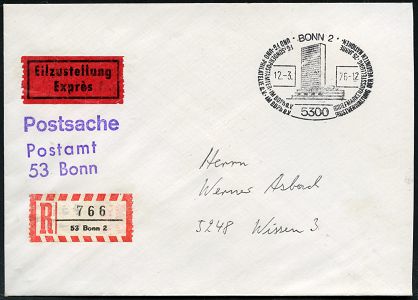 Eilzustellung
Exprès
Postsache
Postamt
53 Bonn
R
766
53 Bonn 2
BONN 2
12.-3.
76-12
5300
Herrn
Werner Asbach
5248 Wissen 3